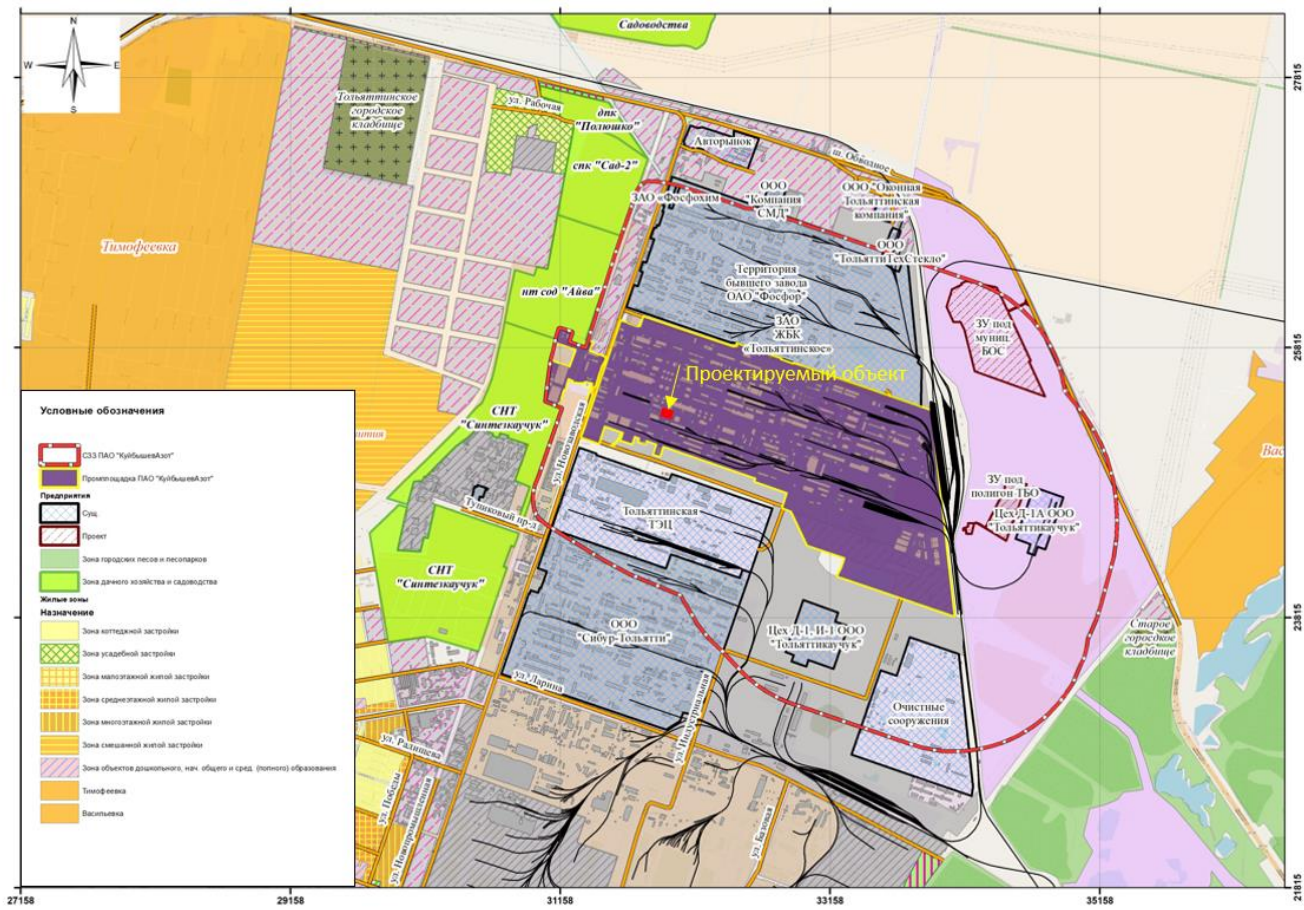 Садоводства
N
W
E
S
27815
Тольяттинское
городское
кладбище
ул. Рабочая
дпк
"Полюшко"
спк "Сад-2"
Авторынок
ш. Обводное
ЗАО «Фосфохим
ООО
"Компания
СМД"
ООО "Оконная
Тольяттинская
компания"
ООО
"ТольяттиТехСтекло"
Тимофеевка
нт сод "Айва"
Территория
бывшего завода
ОАО "Фосфор"
ЗАО
ЖБК
«Тольяттинское»
ЗУ под
муниц
БОС
25815
Проектируемый объект
СНТ
"Синтезкаучук"
ул. Новозаводская
Вас
ЗУ под
полигон ТБО
Цех Д-1А ООО
"Тольяттикаучук"
Тупиковый пр-д
Тольяттинская
ТЭЦ
СНТ
"Синтезкаучук"
ООО
"Сибур-Тольятти"
Цех Д-1, И-1 ООО
"Тольяттикаучук"
Старое
городское
кладбище
23815
ул. Ларина
ул. Индустриальная
Очистные
сооружения
ул. Радищева
ул. Победы
ул. Новопромышленная
ул. Базовая
21815
Условные обозначения
СЗЗ ПАО "КуйбышевАзот"
Промплощадка ПАО "КуйбышевАзот"
Предприятия
Сущ
Проект
Зона городских лесов и лесопарков
Зона дачного хозяйства и садоводства
Жилые зоны
Назначение
Зона коттеджной застройки
Зона усадебной застройки
Зона малоэтажной жилой застройки
Зона среднеэтажной жилой застройки
Зона многоэтажной жилой застройки
Зона смешанной жилой застройки
Зона объектов дошкольного, нач. общего и сред. (полного) образования
Тимофеевка
Васильевка
27158
29158
31158
33158
35158